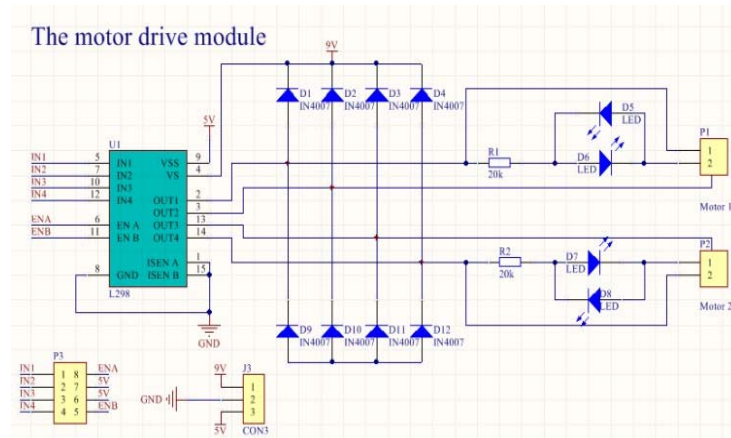 The motor drive module
9V
D1 D2 D3 D4
IN4007 IN4007 IN4007 IN4007
5V
D5
LED
P1
1
2
Motor 1
R1
20k
D6
LED
U1
IN1 5 IN1 VSS 9
IN2 7 IN2 VS 4
IN3 10 IN3
IN4 12 IN4 OUT1 2
OUT2 3
ENA 6 EN A OUT3 13
ENB 11 EN B OUT4 14
ISEN A 1
8 GND ISEN B 15
L298
GND
P2
1
2
Motor 2
R2
20k
D7
LED
D8
LED
D9 D10 D11 D12
IN4007 IN4007 IN4007 IN4007
P3
IN1 1 8 ENA
IN2 2 7 5V
IN3 3 6 5V
IN4 4 5 ENB
J3
9V 1
GND 2
5V 3
CON3